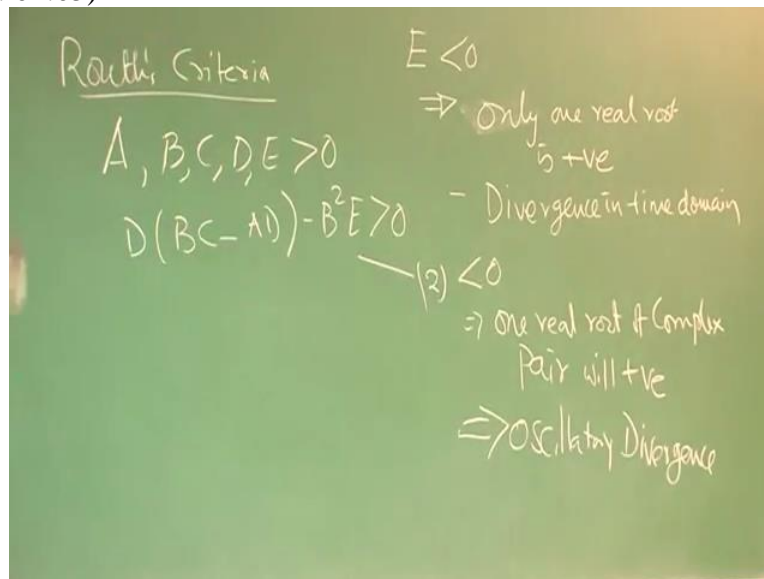 Routh's Criteria
A, B, C, D, E > 0
D(BC - AD) - B²E > 0
E < 0
⇒ Only one real root
is +ve
- Divergence in time domain
(2) < 0
⇒ One real root of Complex
Pair will +ve
⇒ Oscillatory Divergence